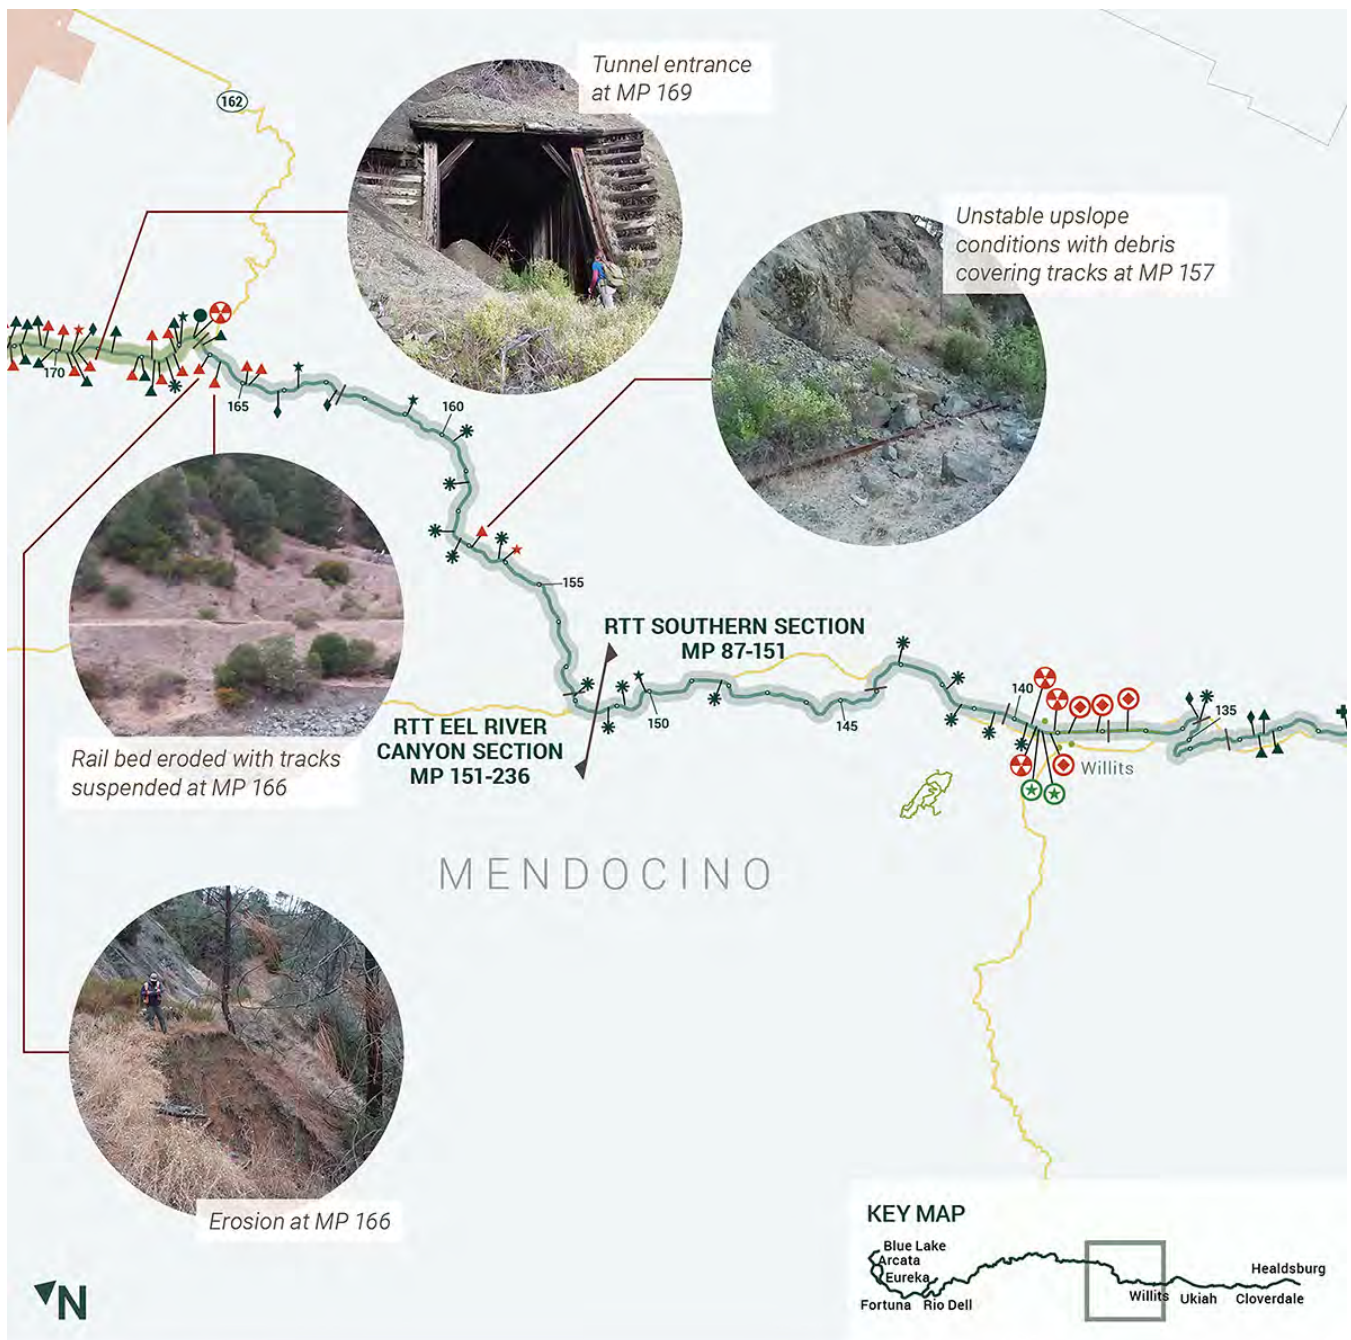 Tunnel entrance
at MP 169
162
Unstable upslope
conditions with debris
covering tracks at MP 157
170
165
160
155
RTT SOUTHERN SECTION
MP 87-151
150
145
140
135
RTT EEL RIVER
CANYON SECTION
MP 151-236
Willits
Rail bed eroded with tracks
suspended at MP 166
MENDOCINO
Erosion at MP 166
KEY MAP
Blue Lake
Arcata
Eureka
Fortuna
Rio Dell
Willits
Ukiah
Cloverdale
Healdsburg
N